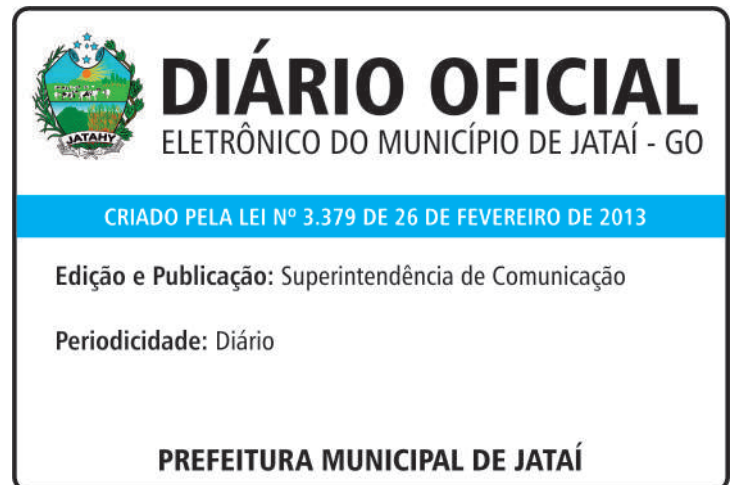 DIÁRIO OFICIAL
ELETRÔNICO DO MUNICÍPIO DE JATAÍ - GO
JATAHY
CRIADO PELA LEI Nº 3.379 DE 26 DE FEVEREIRO DE 2013
Edição e Publicação: Superintendência de Comunicação
Periodicidade: Diário
PREFEITURA MUNICIPAL DE JATAÍ